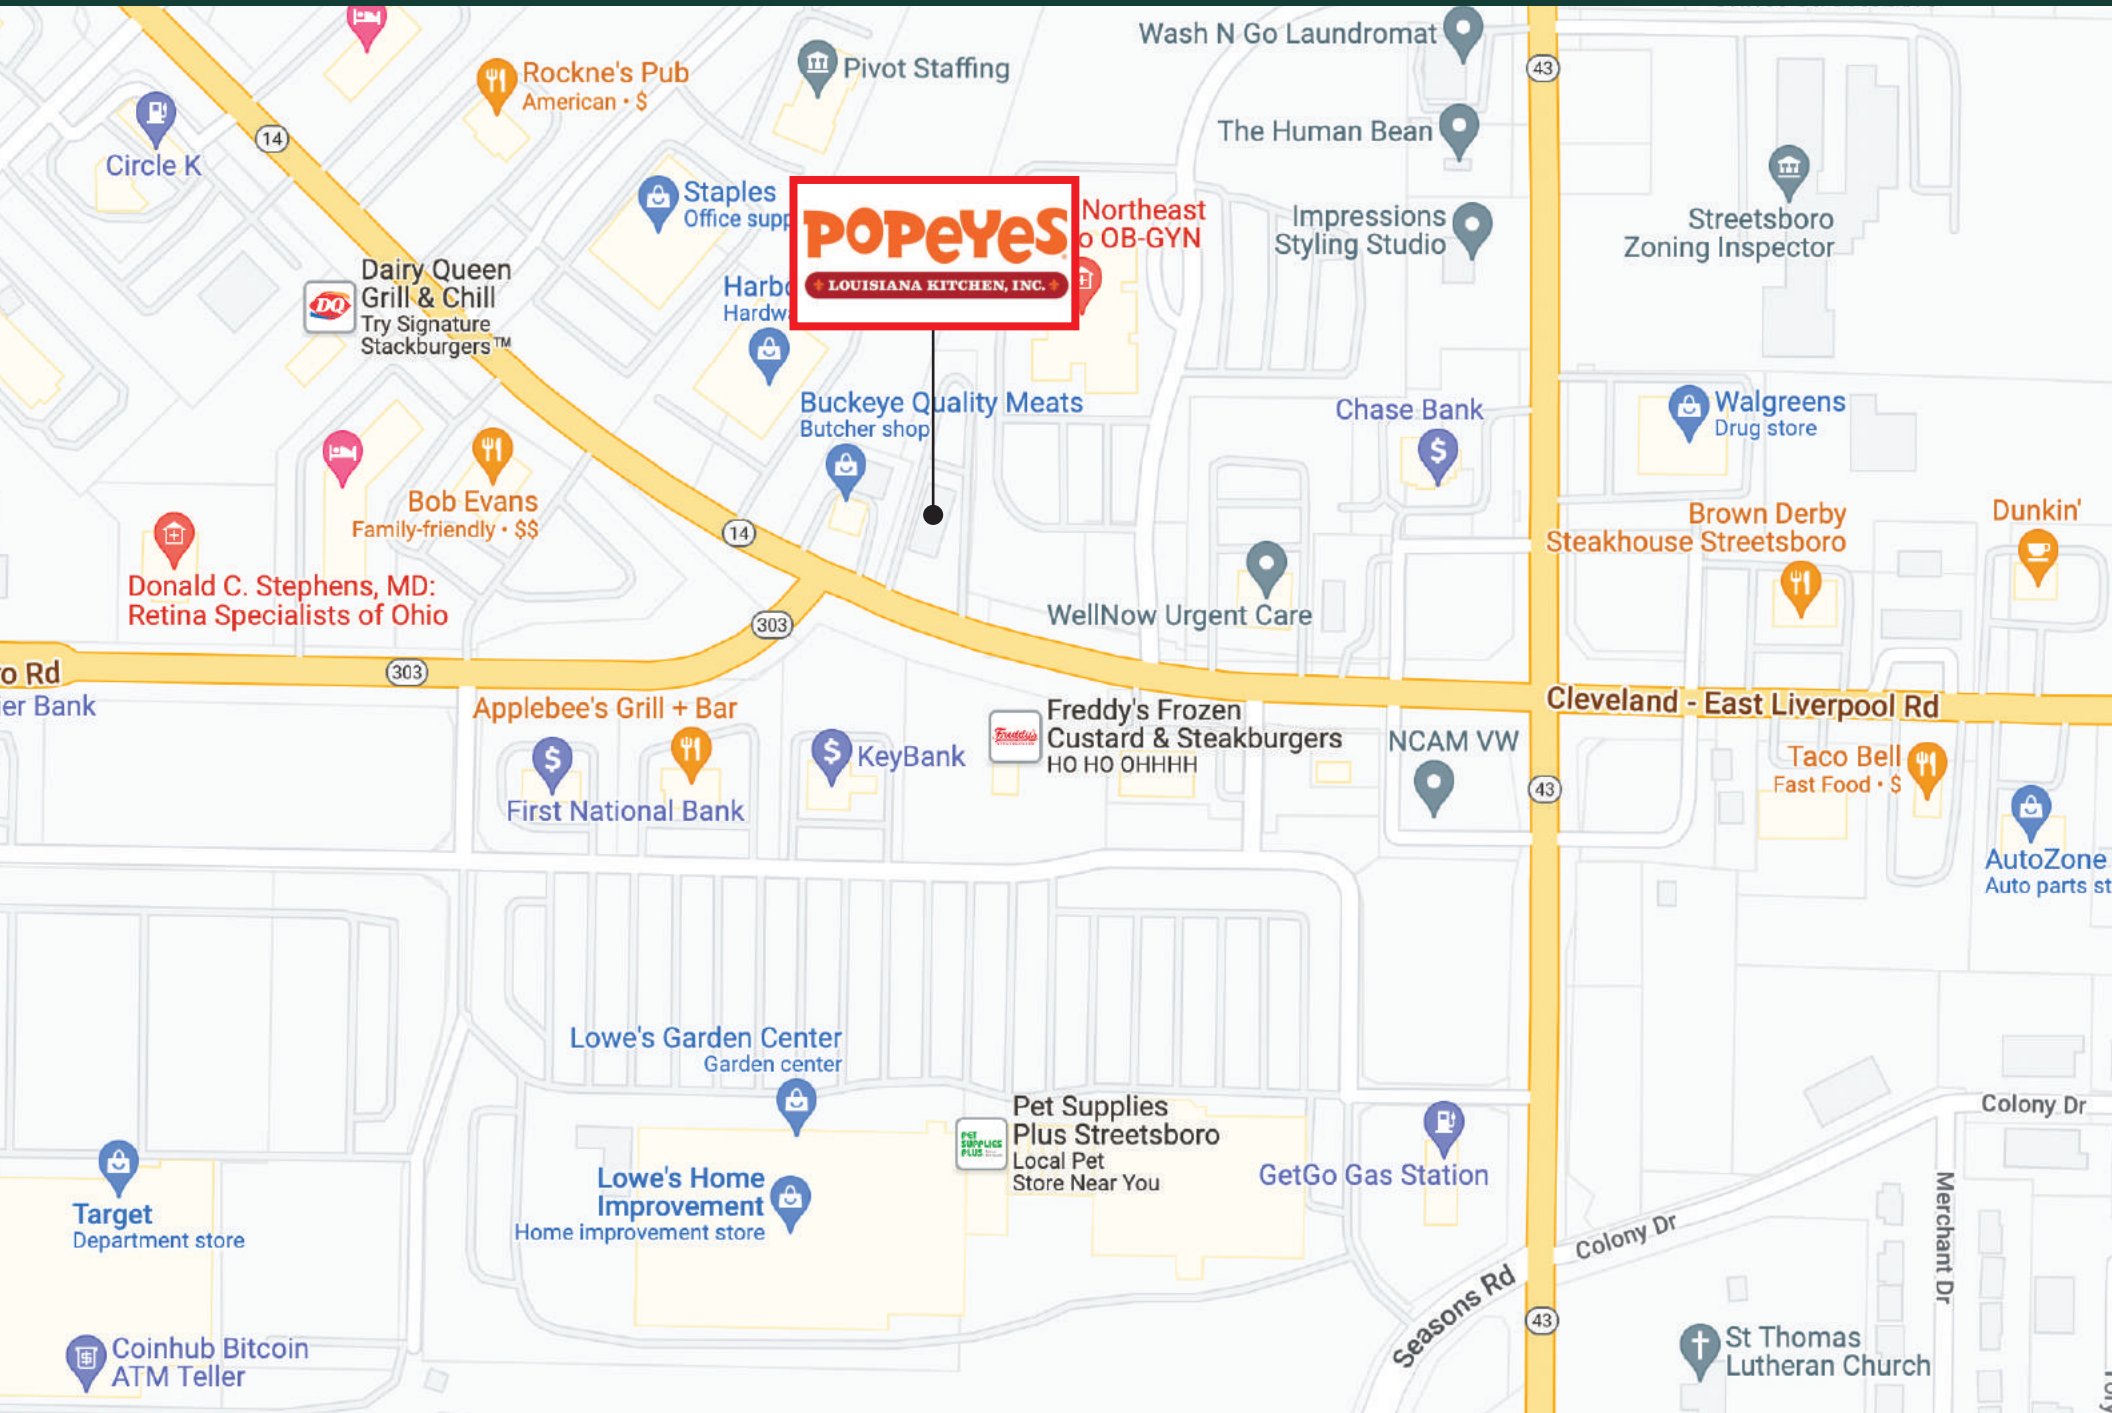 Wash N Go Laundromat
43
Rockne's Pub
American • $
Pivot Staffing
14
Circle K
The Human Bean
Staples
Office supp
POPEYES
LOUISIANA KITCHEN, INC.
Northeast
o OB-GYN
Impressions
Styling Studio
Streetsboro
Zoning Inspector
Dairy Queen
Grill & Chill
Try Signature
Stackburgers™
DQ
Harbo
Hardw
Buckeye Quality Meats
Butcher shop
Chase Bank
Walgreens
Drug store
Bob Evans
Family-friendly • $$
14
Brown Derby
Steakhouse Streetsboro
Dunkin'
Donald C. Stephens, MD:
Retina Specialists of Ohio
303
WellNow Urgent Care
o Rd
303
er Bank
Cleveland - East Liverpool Rd
Applebee's Grill + Bar
Freddy's
Freddy's Frozen
Custard & Steakburgers
HO HO OHHHH
KeyBank
NCAM VW
Taco Bell
Fast Food • $
43
First National Bank
AutoZone
Auto parts st
Lowe's Garden Center
Garden center
PET
SUPPLIES
PLUS
Pet Supplies
Plus Streetsboro
Local Pet
Store Near You
Colony Dr
Lowe's Home
Improvement
Home improvement store
GetGo Gas Station
Target
Department store
Colony Dr
Merchant Dr
Seasons Rd
43
Coinhub Bitcoin
ATM Teller
St Thomas
Lutheran Church